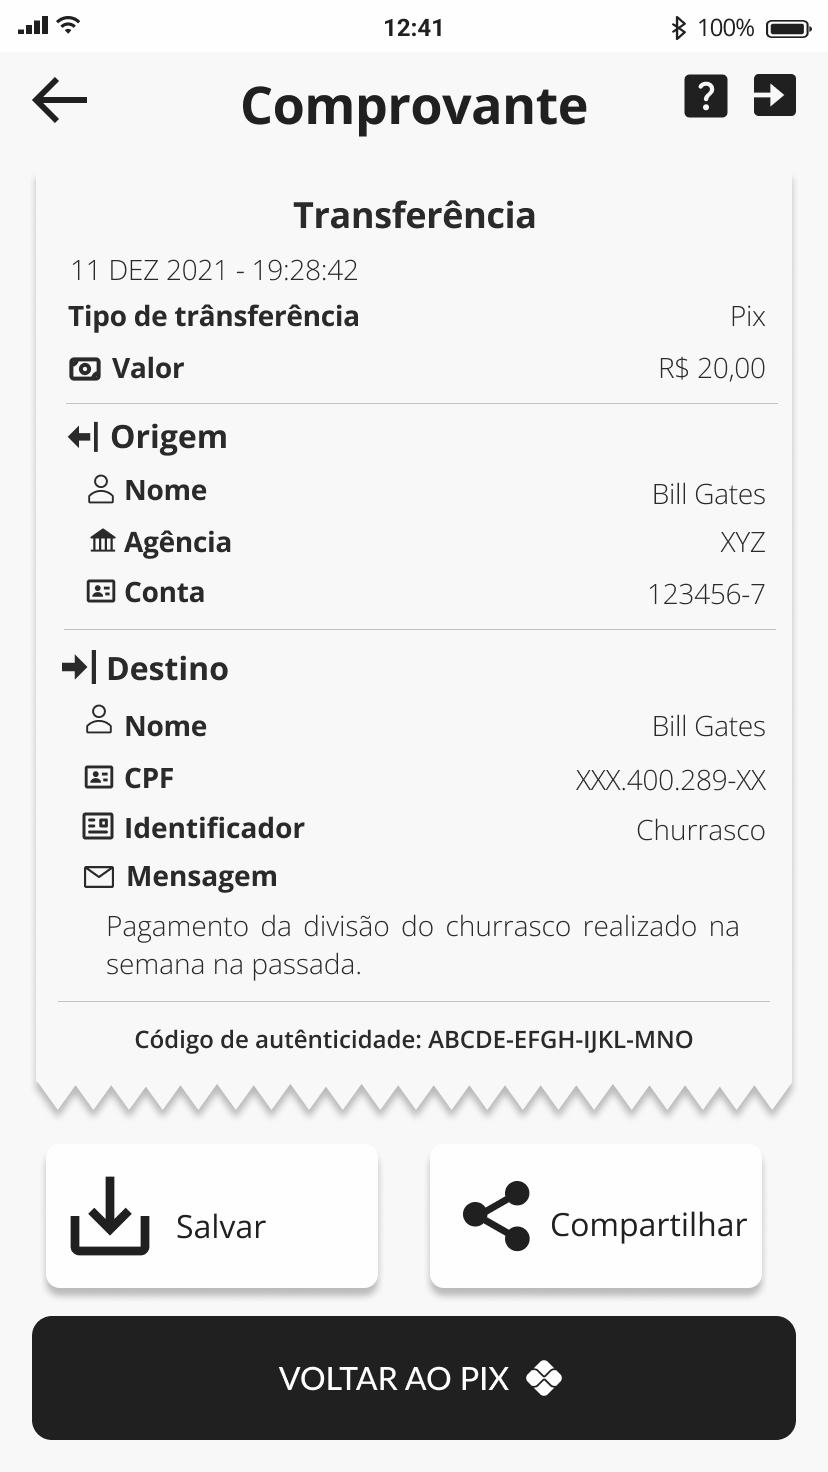 12:41 100%
Comprovante ?
Transferência
11 DEZ 2021 - 19:28:42
Tipo de trânsferência Pix
Valor R$ 20,00
Origem
Nome Bill Gates
Agência XYZ
Conta 123456-7
Destino
Nome Bill Gates
CPF XXX.400.289-XX
Identificador Churrasco
Mensagem
Pagamento da divisão do churrasco realizado na
semana na passada.
Código de autênticidade: ABCDE-EFGH-IJKL-MNO
Salvar Compartilhar
VOLTAR AO PIX